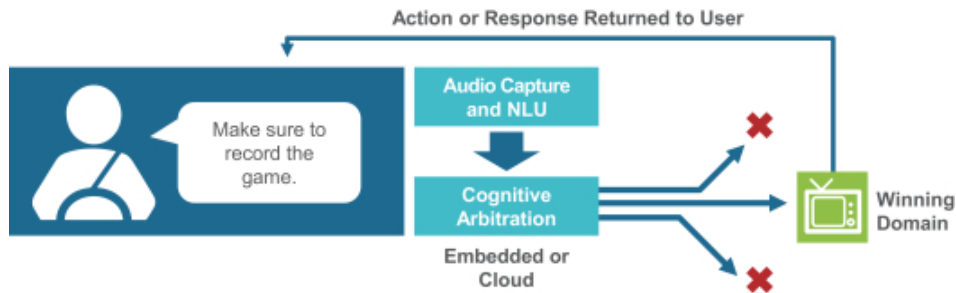 Action or Response Returned to User
Make sure to
record the
game.
Audio Capture
and NLU
Cognitive
Arbitration
Embedded or
Cloud
Winning
Domain